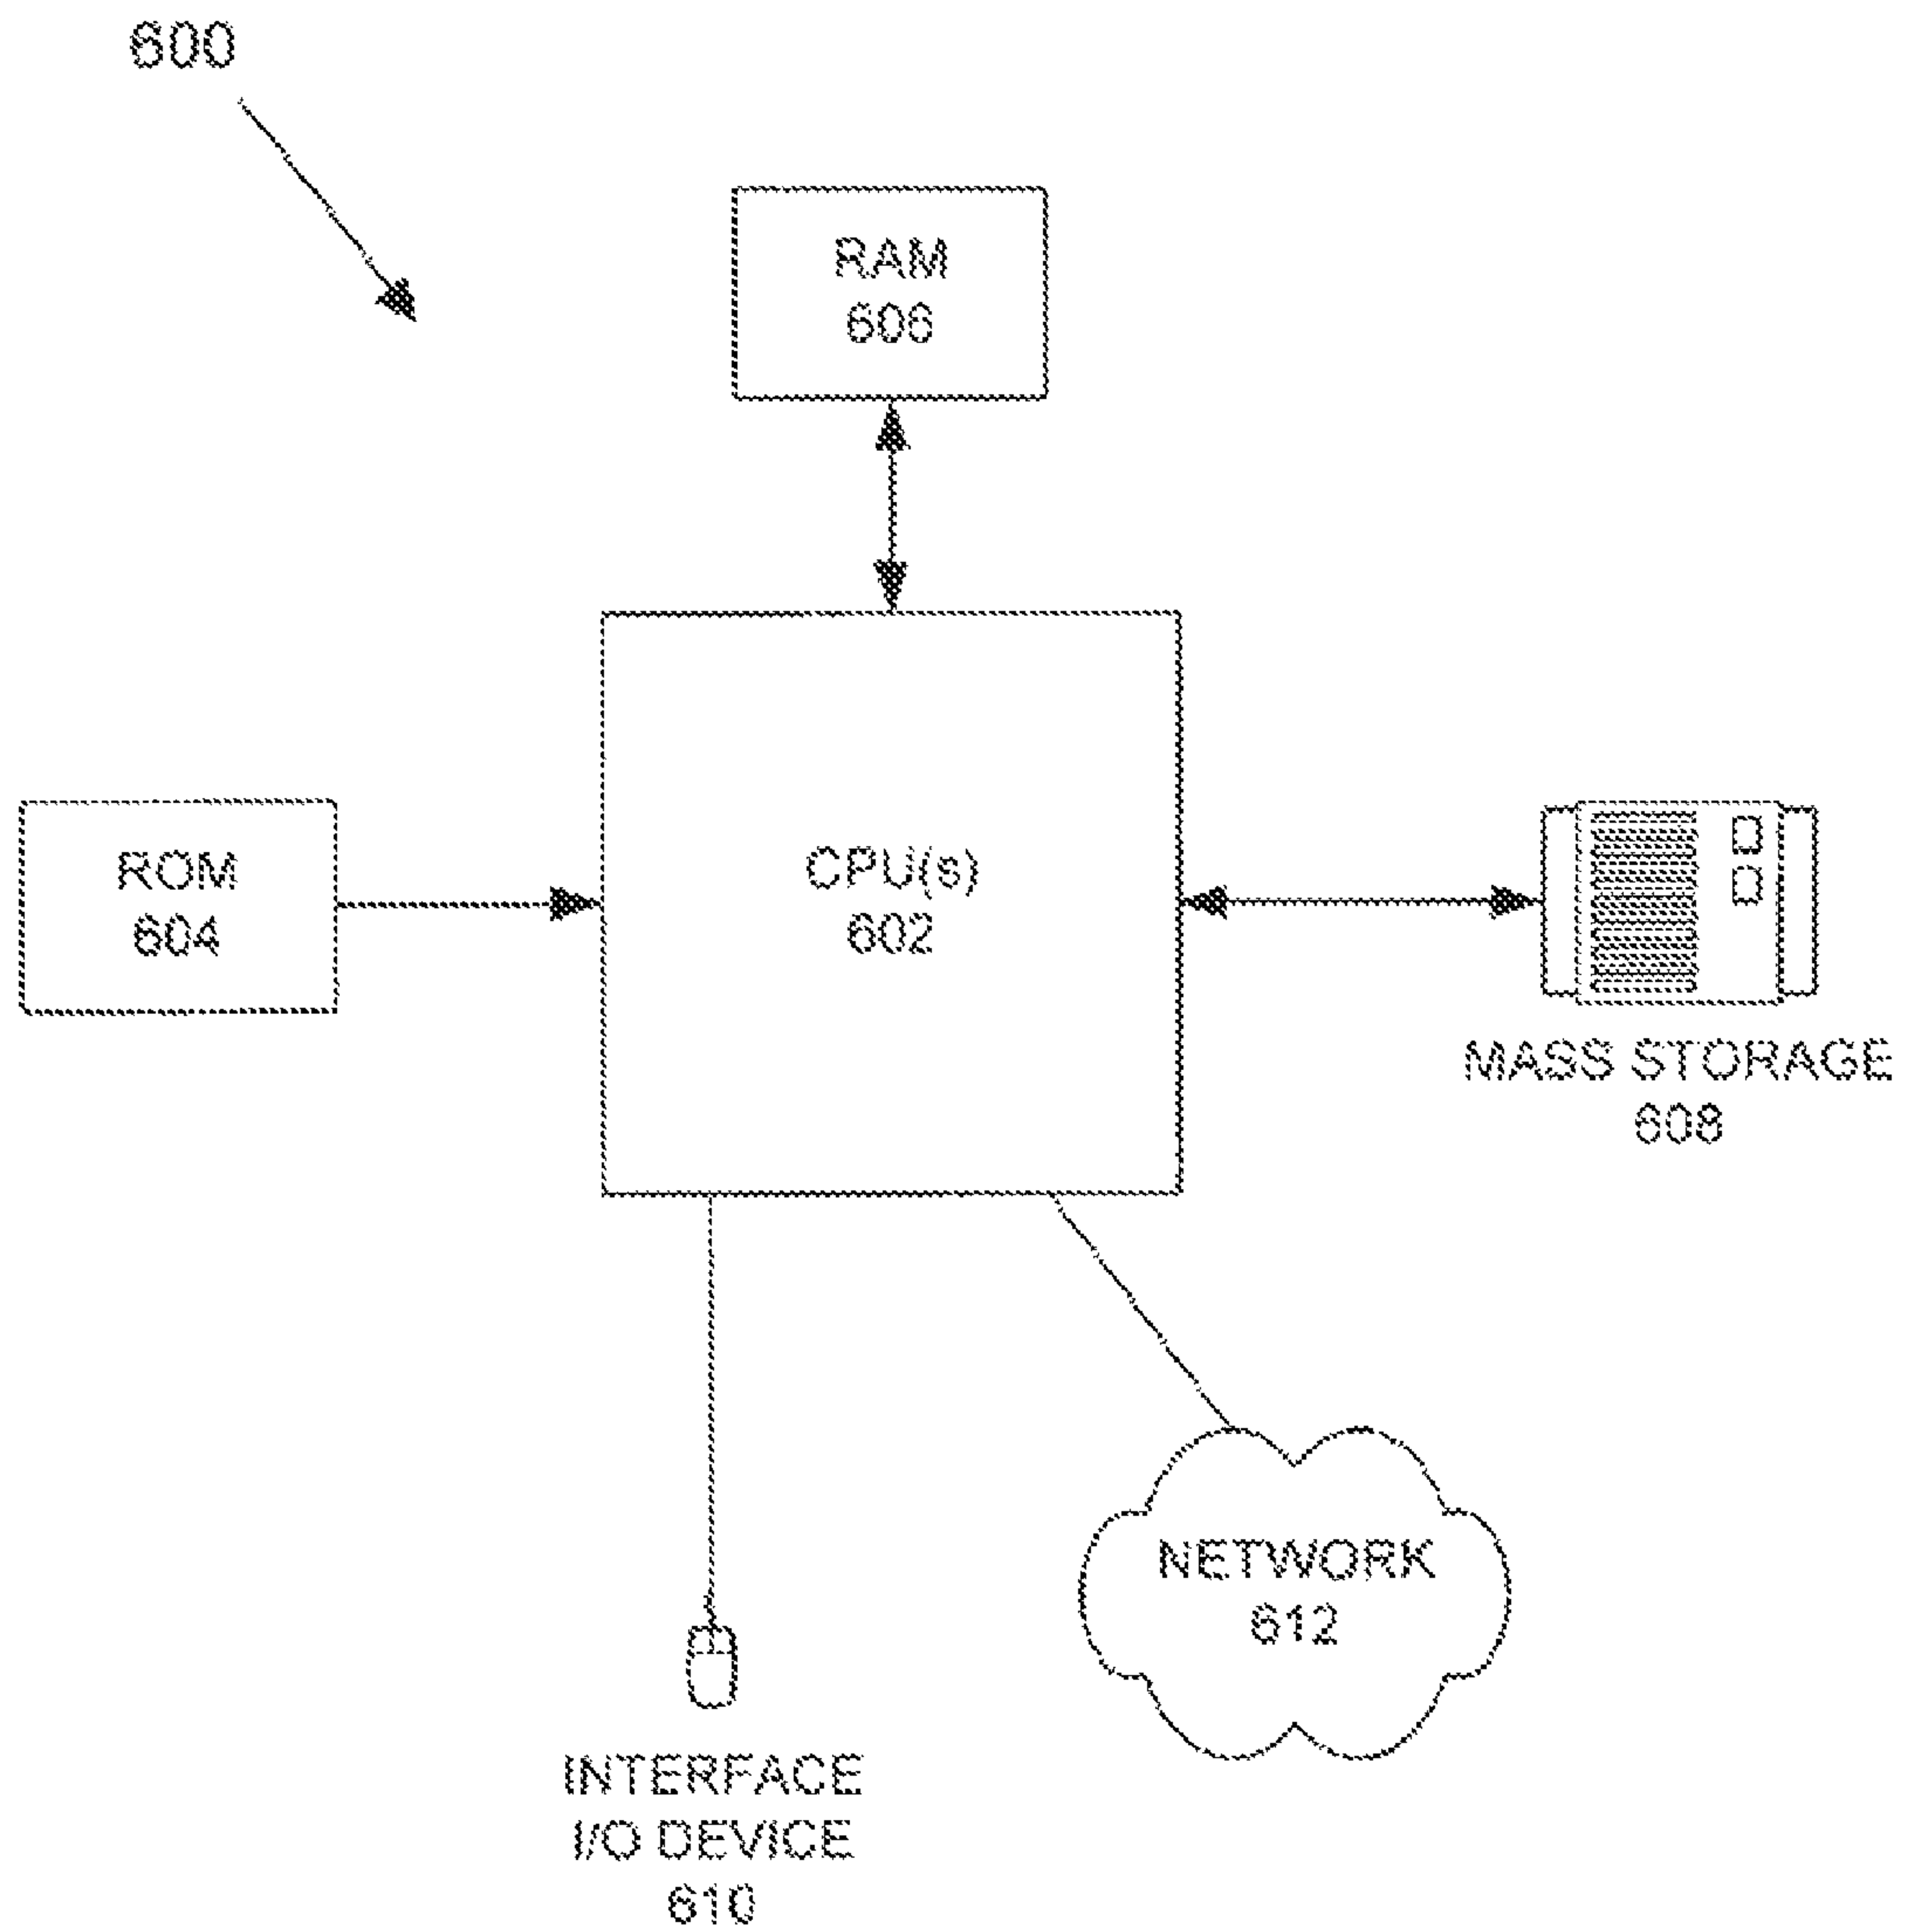 600
RAM
606
ROM
604
CPU(s)
602
MASS STORAGE
608
NETWORK
612
INTERFACE
I/O DEVICE
610